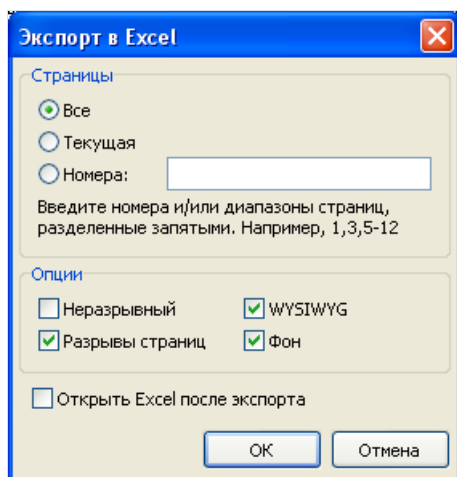 Экспорт в Excel
Страницы
Все
Текущая
Номера:
Введите номера и/или диапазоны страниц,
разделенные запятыми. Например, 1,3,5-12
Опции
Неразрывный
WYSIWYG
Разрывы страниц
Фон
Открыть Excel после экспорта
ОК
Отмена